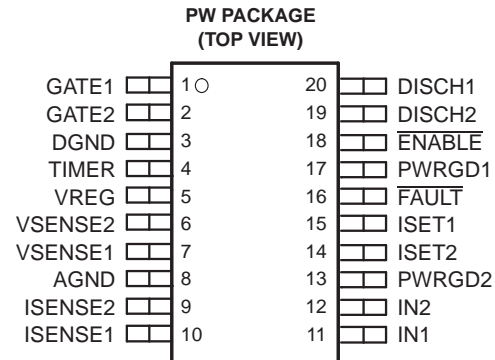 PW PACKAGE
(TOP VIEW)
GATE1 1 20 DISCH1
GATE2 2 19 DISCH2
DGND 3 18 ENABLE
TIMER 4 17 PWRGD1
VREG 5 16 FAULT
VSENSE2 6 15 ISET1
VSENSE1 7 14 ISET2
AGND 8 13 PWRGD2
ISENSE2 9 12 IN2
ISENSE1 10 11 IN1